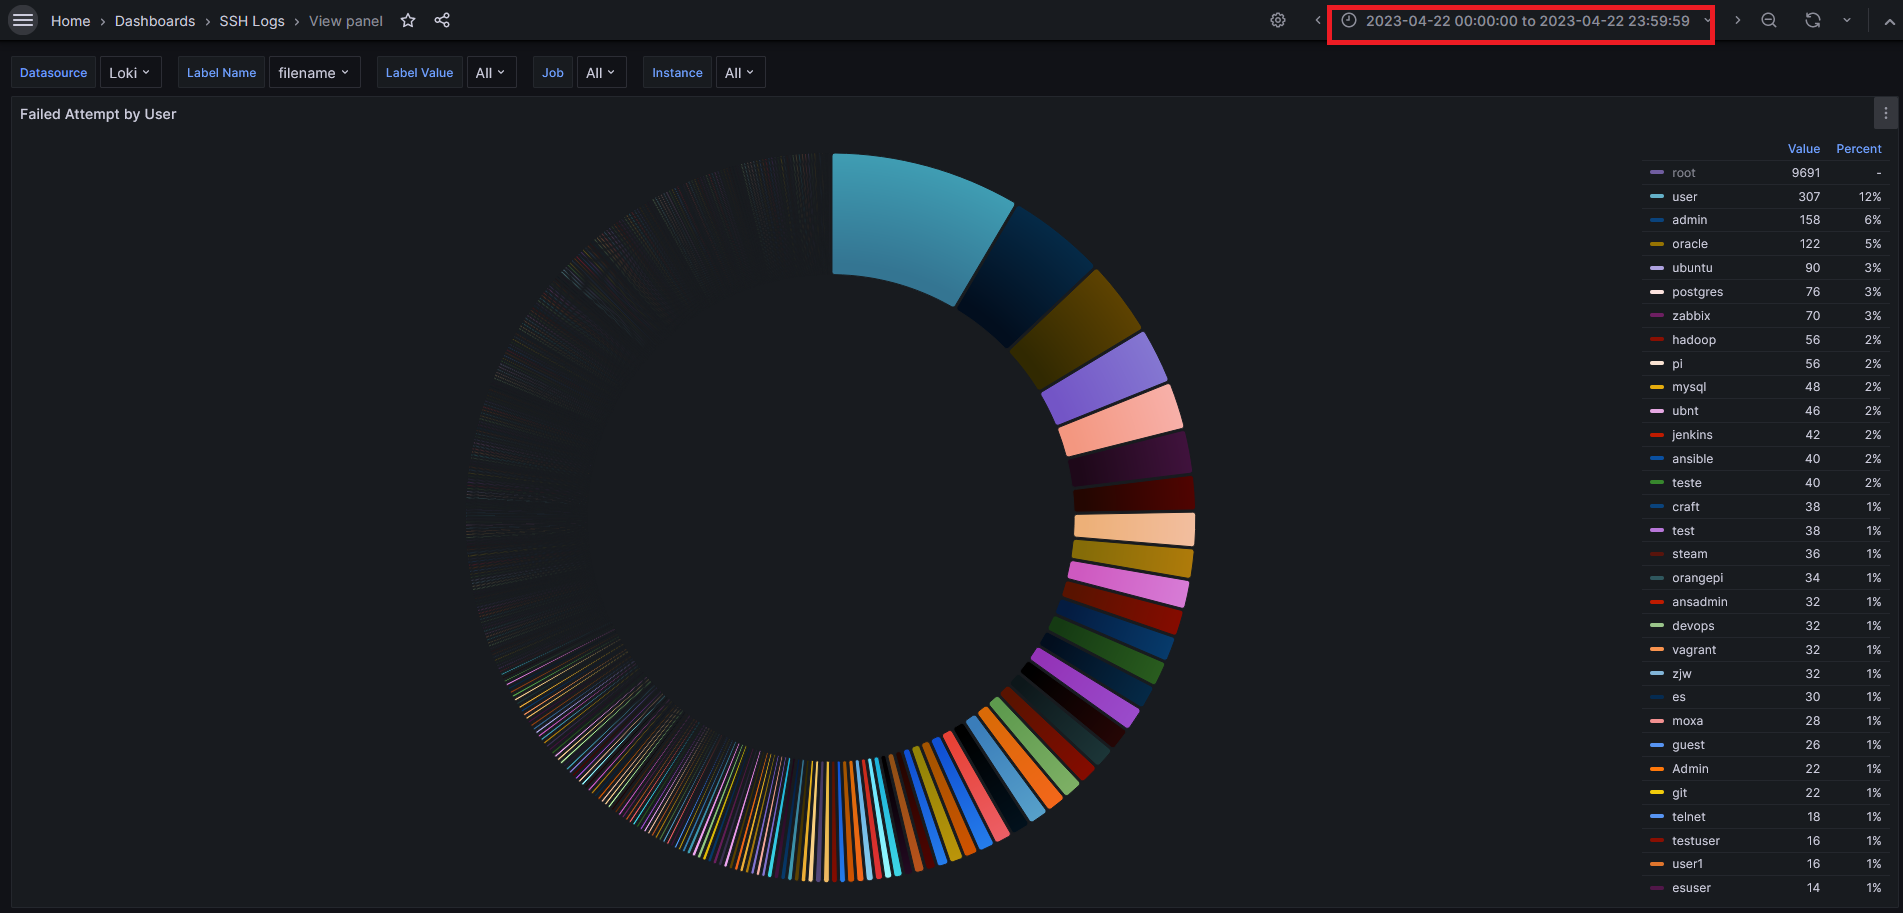 Home › Dashboards › SSH Logs › View panel
2023-04-22 00:00:00 to 2023-04-22 23:59:59
Datasource Loki Label Name filename Label Value All Job All Instance All
Failed Attempt by User
Value Percent
root 9691 -
user 307 12%
admin 158 6%
oracle 122 5%
ubuntu 90 3%
postgres 76 3%
zabbix 70 3%
hadoop 56 2%
pi 56 2%
mysql 48 2%
ubnt 46 2%
jenkins 42 2%
ansible 40 2%
teste 40 2%
craft 38 1%
test 38 1%
steam 36 1%
orangepi 34 1%
ansadmin 32 1%
devops 32 1%
vagrant 32 1%
zjw 32 1%
es 30 1%
moxa 28 1%
guest 26 1%
Admin 22 1%
git 22 1%
telnet 18 1%
testuser 16 1%
user1 16 1%
esuser 14 1%